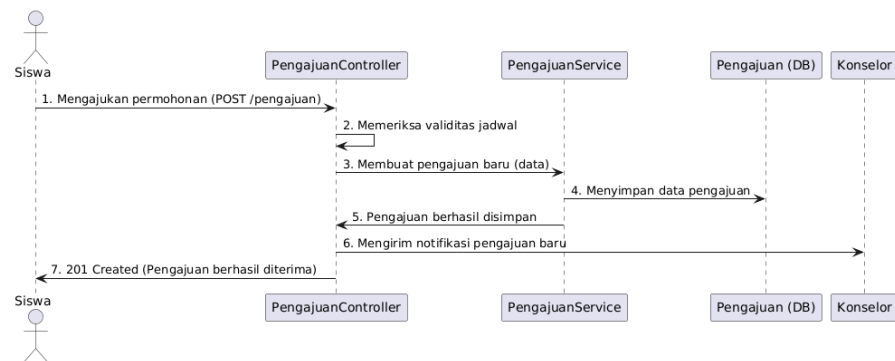 Siswa
PengajuanController
PengajuanService
Pengajuan (DB)
Konselor
1. Mengajukan permohonan (POST /pengajuan)
2. Memeriksa validitas jadwal
3. Membuat pengajuan baru (data)
4. Menyimpan data pengajuan
5. Pengajuan berhasil disimpan
6. Mengirim notifikasi pengajuan baru
7. 201 Created (Pengajuan berhasil diterima)
Siswa
PengajuanController
PengajuanService
Pengajuan (DB)
Konselor